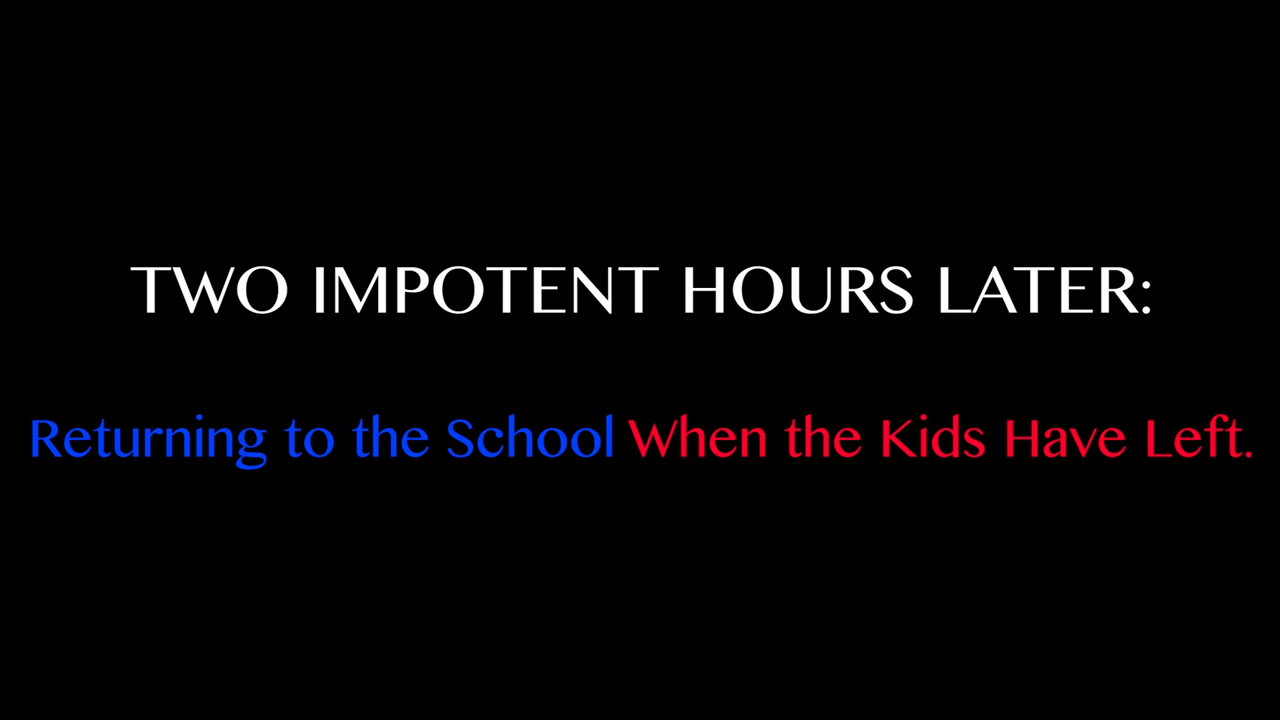 TWO IMPOTENT HOURS LATER:
Returning to the School When the Kids Have Left.